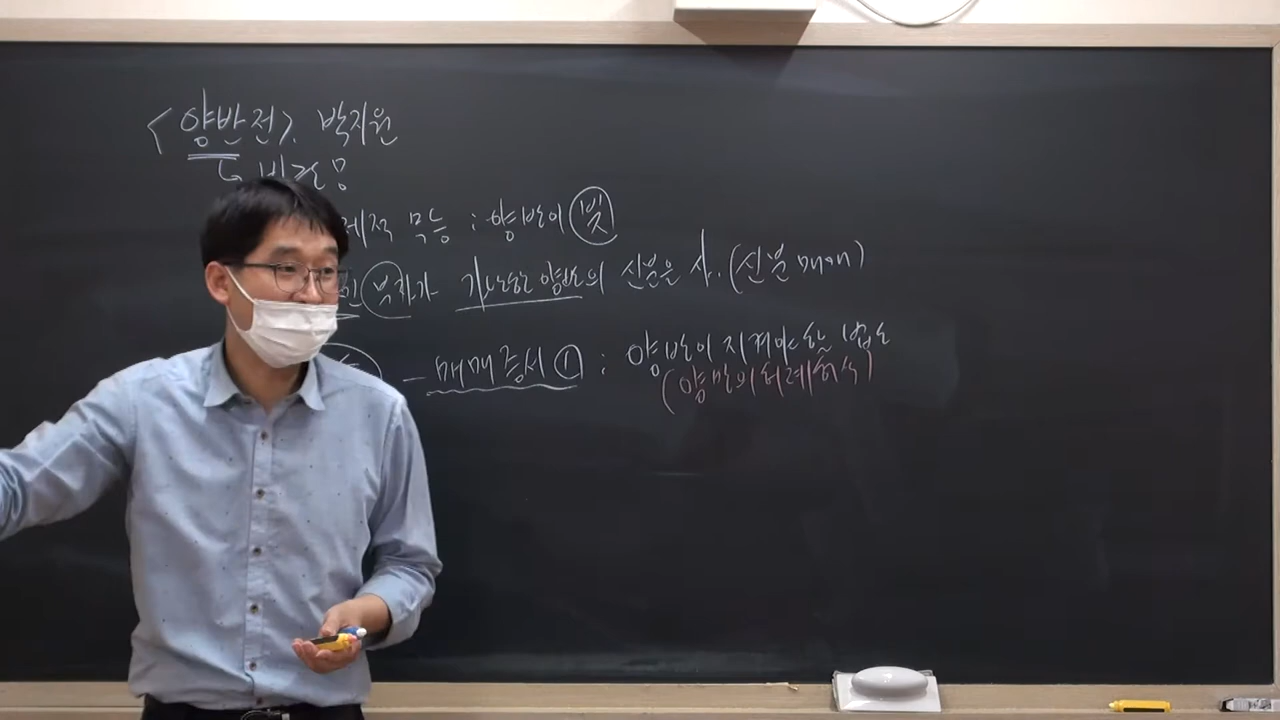 <양반전>. 박지원
↳ 비판
제적 무능 : 양반이 빚
한 부자가 가난한 양반의 신분을 사. (신분 매매)
- 매매 증서 ① : 양반이 지켜야 할 법도
(양반의 허례허식)